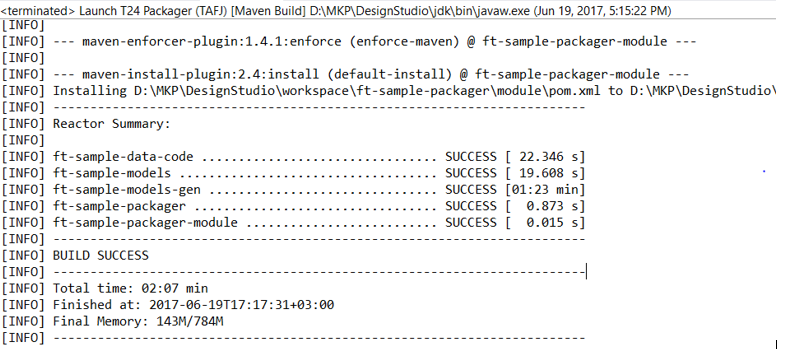 <terminated> Launch T24 Packager (TAFJ) [Maven Build] D:\MKP\DesignStudio\jdk\bin\javaw.exe (Jun 19, 2017, 5:15:22 PM)
[INFO]
[INFO] --- maven-enforcer-plugin:1.4.1:enforce (enforce-maven) @ ft-sample-packager-module ---
[INFO]
[INFO] --- maven-install-plugin:2.4:install (default-install) @ ft-sample-packager-module ---
[INFO] Installing D:\MKP\DesignStudio\workspace\ft-sample-packager\module\pom.xml to D:\MKP\DesignStudio\
[INFO] ------------------------------------------------------------------------
[INFO] Reactor Summary:
[INFO]
[INFO] ft-sample-data-code ................................ SUCCESS [ 22.346 s]
[INFO] ft-sample-models ................................... SUCCESS [ 19.608 s]
[INFO] ft-sample-models-gen ............................... SUCCESS [01:23 min]
[INFO] ft-sample-packager ................................. SUCCESS [  0.873 s]
[INFO] ft-sample-packager-module .......................... SUCCESS [  0.015 s]
[INFO] ------------------------------------------------------------------------
[INFO] BUILD SUCCESS
[INFO] ------------------------------------------------------------------------
[INFO] Total time: 02:07 min
[INFO] Finished at: 2017-06-19T17:17:31+03:00
[INFO] Final Memory: 143M/784M
[INFO] ------------------------------------------------------------------------